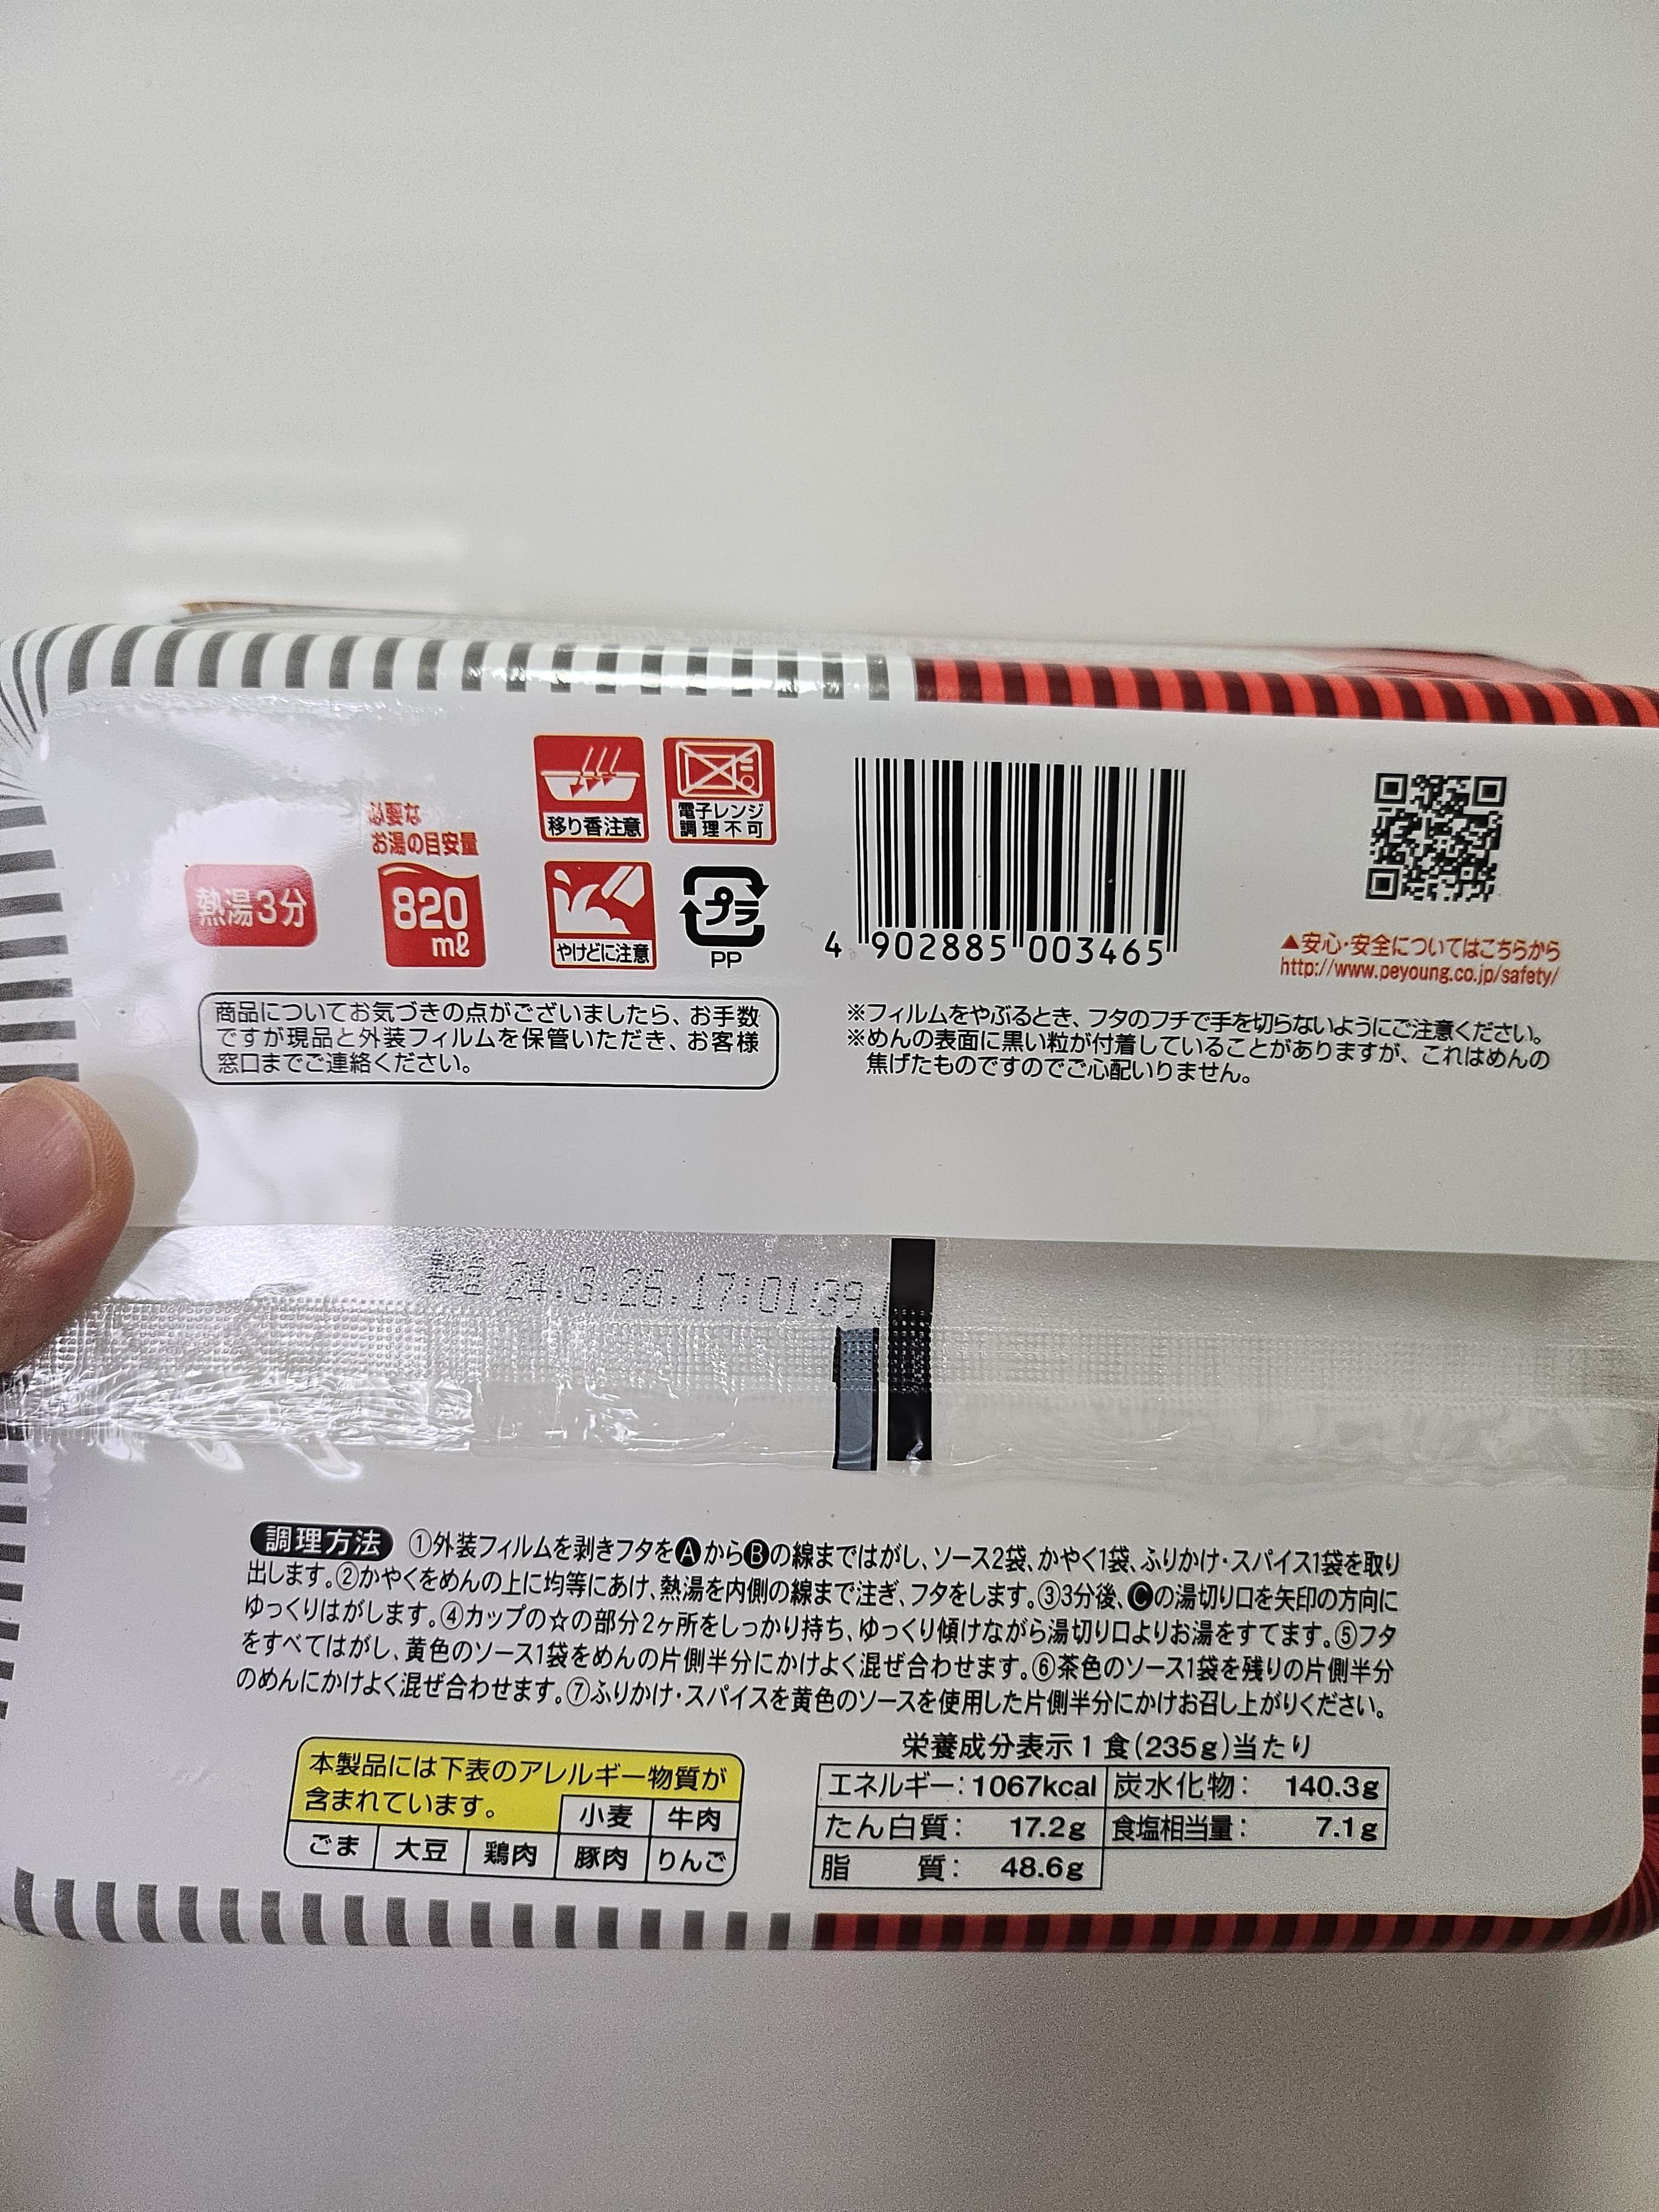 必要な
お湯の目安量
熱湯3分
820
mℓ
移り香注意
電子レンジ
調理不可
やけどに注意
プラ
PP
4 902885 003465
▲安心・安全についてはこちらから
http://www.peyoung.co.jp/safety/
商品についてお気づきの点がございましたら、お手数
ですが現品と外装フィルムを保管いただき、お客様
窓口までご連絡ください。
※フィルムをやぶるとき、フタのフチで手を切らないようにご注意ください。
※めんの表面に黒い粒が付着していることがありますが、これはめんの
焦げたものですのでご心配いりません。
24.3.26.17:01:39
調理方法 ①外装フィルムを剥きフタをAからBの線まではがし、ソース2袋、かやく1袋、ふりかけ・スパイス1袋を取り
出します。②かやくをめんの上に均等にあけ、熱湯を内側の線まで注ぎ、フタをします。③3分後、Cの湯切り口を矢印の方向に
ゆっくりはがします。④カップの☆の部分2ヶ所をしっかり持ち、ゆっくり傾けながら湯切り口よりお湯をすてます。⑤フタ
をすべてはがし、黄色のソース1袋をめんの片側半分にかけよく混ぜ合わせます。⑥茶色のソース1袋を残りの片側半分
のめんにかけよく混ぜ合わせます。⑦ふりかけ・スパイスを黄色のソースを使用した片側半分にかけお召し上がりください。
本製品には下表のアレルギー物質が
含まれています。
小麦 牛肉
ごま 大豆 鶏肉 豚肉 りんご
栄養成分表示1食(235g)当たり
エネルギー：1067kcal 炭水化物： 140.3g
たん白質： 17.2g 食塩相当量： 7.1g
脂質： 48.6g